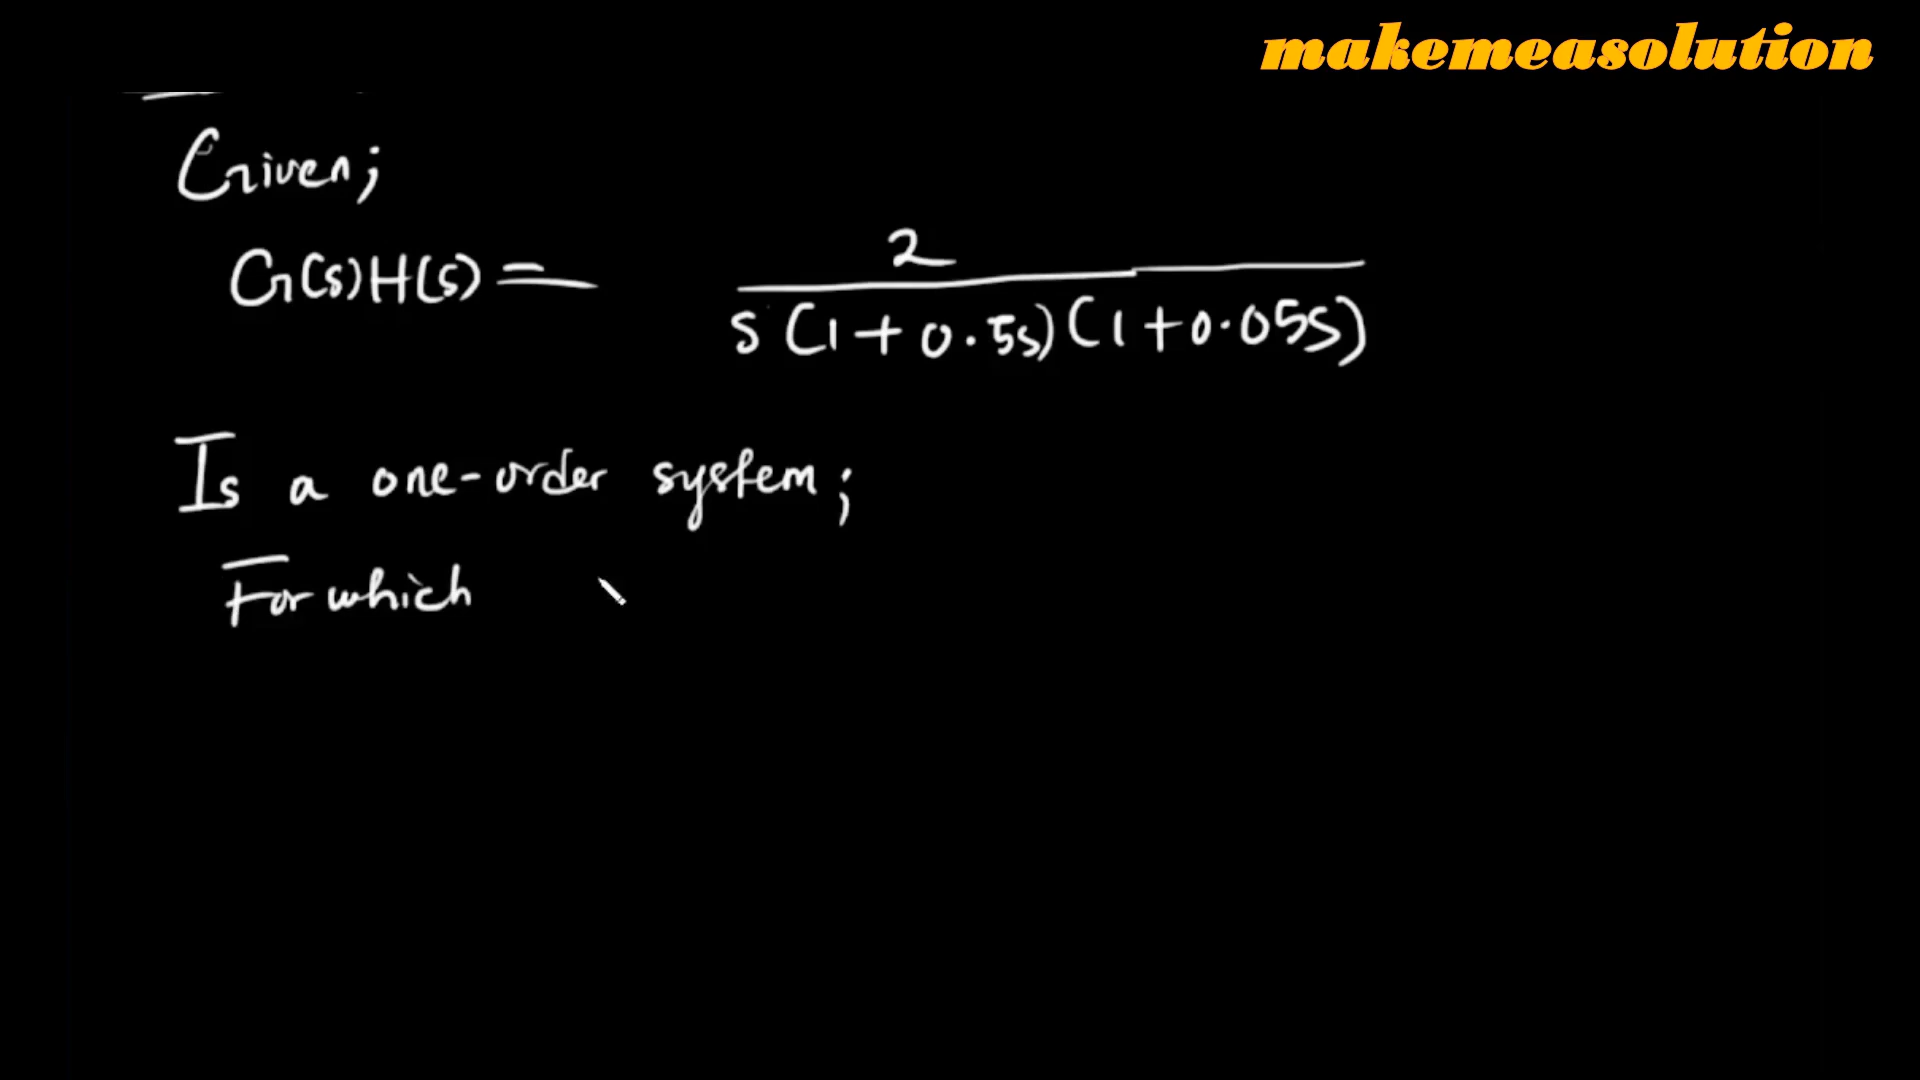 makemeasolution
Given;
G(s)H(s) = 2 / s(1+0.5s)(1+0.05s)
Is a one-order system;
For which